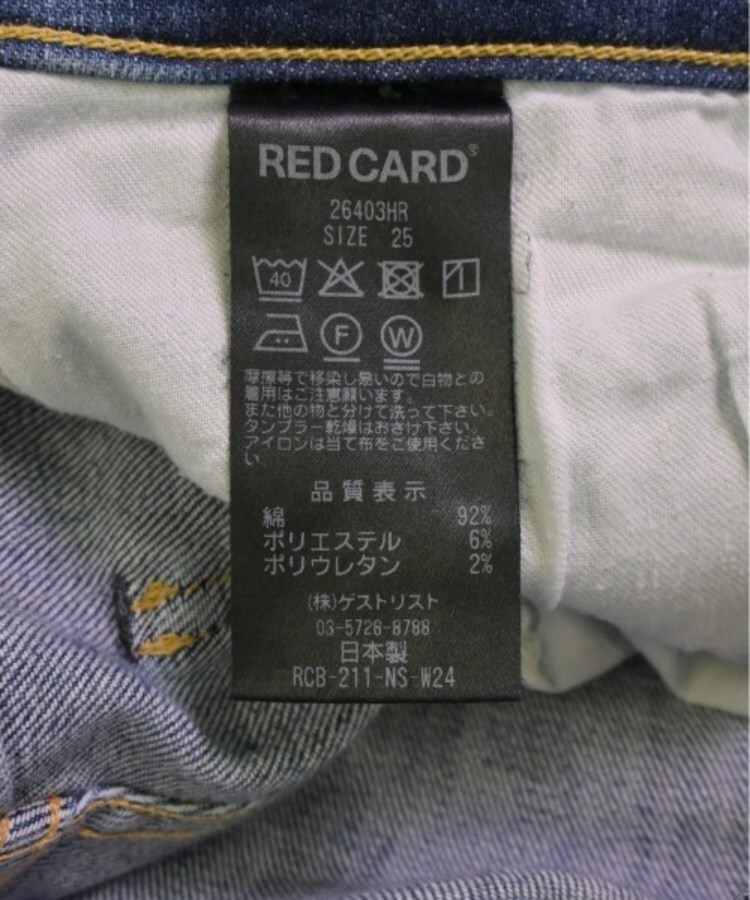 RED CARD
26403HR
SIZE 25
40
F W
摩擦等で移染し易いので白物との
着用はご注意願います。
また他の物と分けて洗って下さい。
タンブラー乾燥はおさけ下さい。
アイロンは当て布をご使用くださ
い
品質表示
綿 92%
ポリエステル 6%
ポリウレタン 2%
(株)ゲストリスト
03-5728-8788
日本製
RCB-211-NS-W24